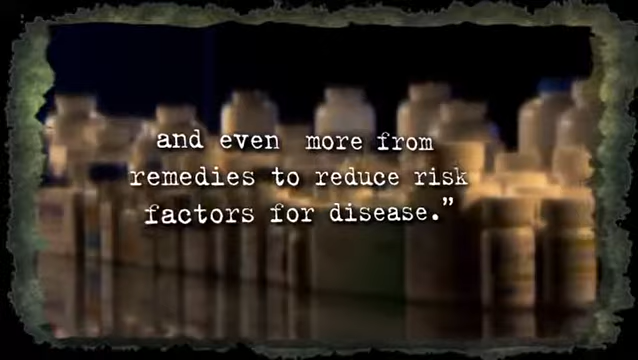 and even more from
remedies to reduce risk
factors for disease.”